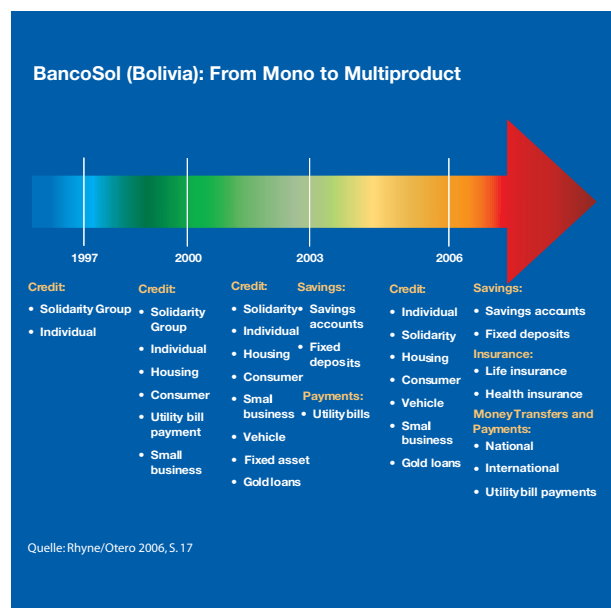 BancoSol (Bolivia): From Mono to Multiproduct
1997
2000
2003
2006
Credit:
• Solidarity Group
• Individual
Credit:
• Solidarity
Group
• Individual
• Housing
• Consumer
• Utility bill
payment
• Small
business
Credit:
• Solidarity
• Individual
• Housing
• Consumer
• Smal
business
• Vehicle
• Fixed asset
• Gold loans
Savings:
• Savings
accounts
• Fixed
deposits
Payments:
• Utility bills
Credit:
• Individual
• Solidarity
• Housing
• Consumer
• Vehicle
• Smal
business
• Gold loans
Savings:
• Savings accounts
• Fixed deposits
Insurance:
• Life insurance
• Health insurance
Money Transfers and
Payments:
• National
• International
• Utility bill payments
Quelle: Rhyne/Otero 2006, S. 17